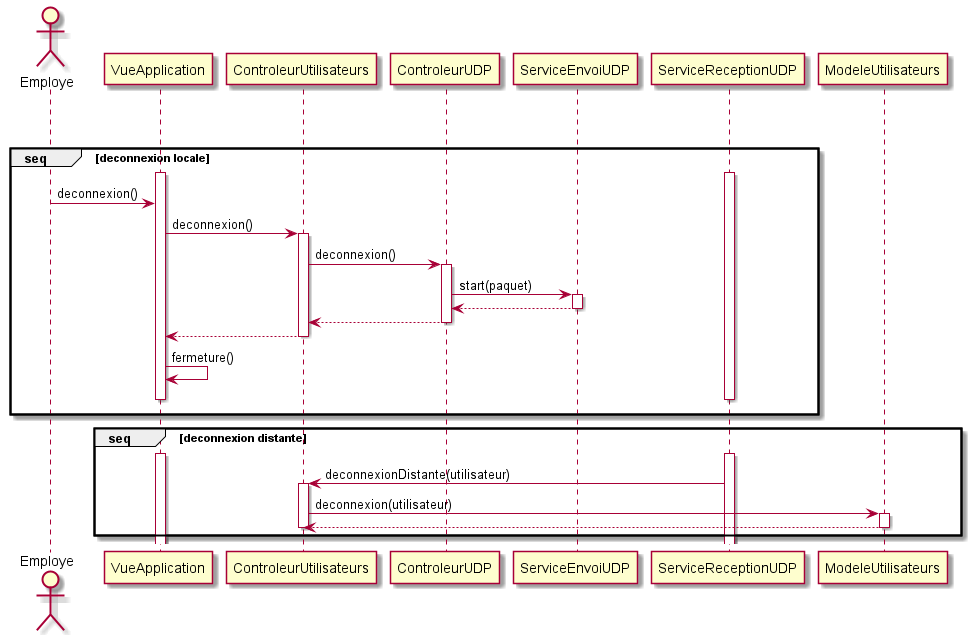 Employe
VueApplication
ControleurUtilisateurs
ControleurUDP
ServiceEnvoiUDP
ServiceReceptionUDP
ModeleUtilisateurs
seq
[deconnexion locale]
deconnexion()
deconnexion()
deconnexion()
start(paquet)
fermeture()
seq
[deconnexion distante]
deconnexionDistante(utilisateur)
deconnexion(utilisateur)
Employe
VueApplication
ControleurUtilisateurs
ControleurUDP
ServiceEnvoiUDP
ServiceReceptionUDP
ModeleUtilisateurs